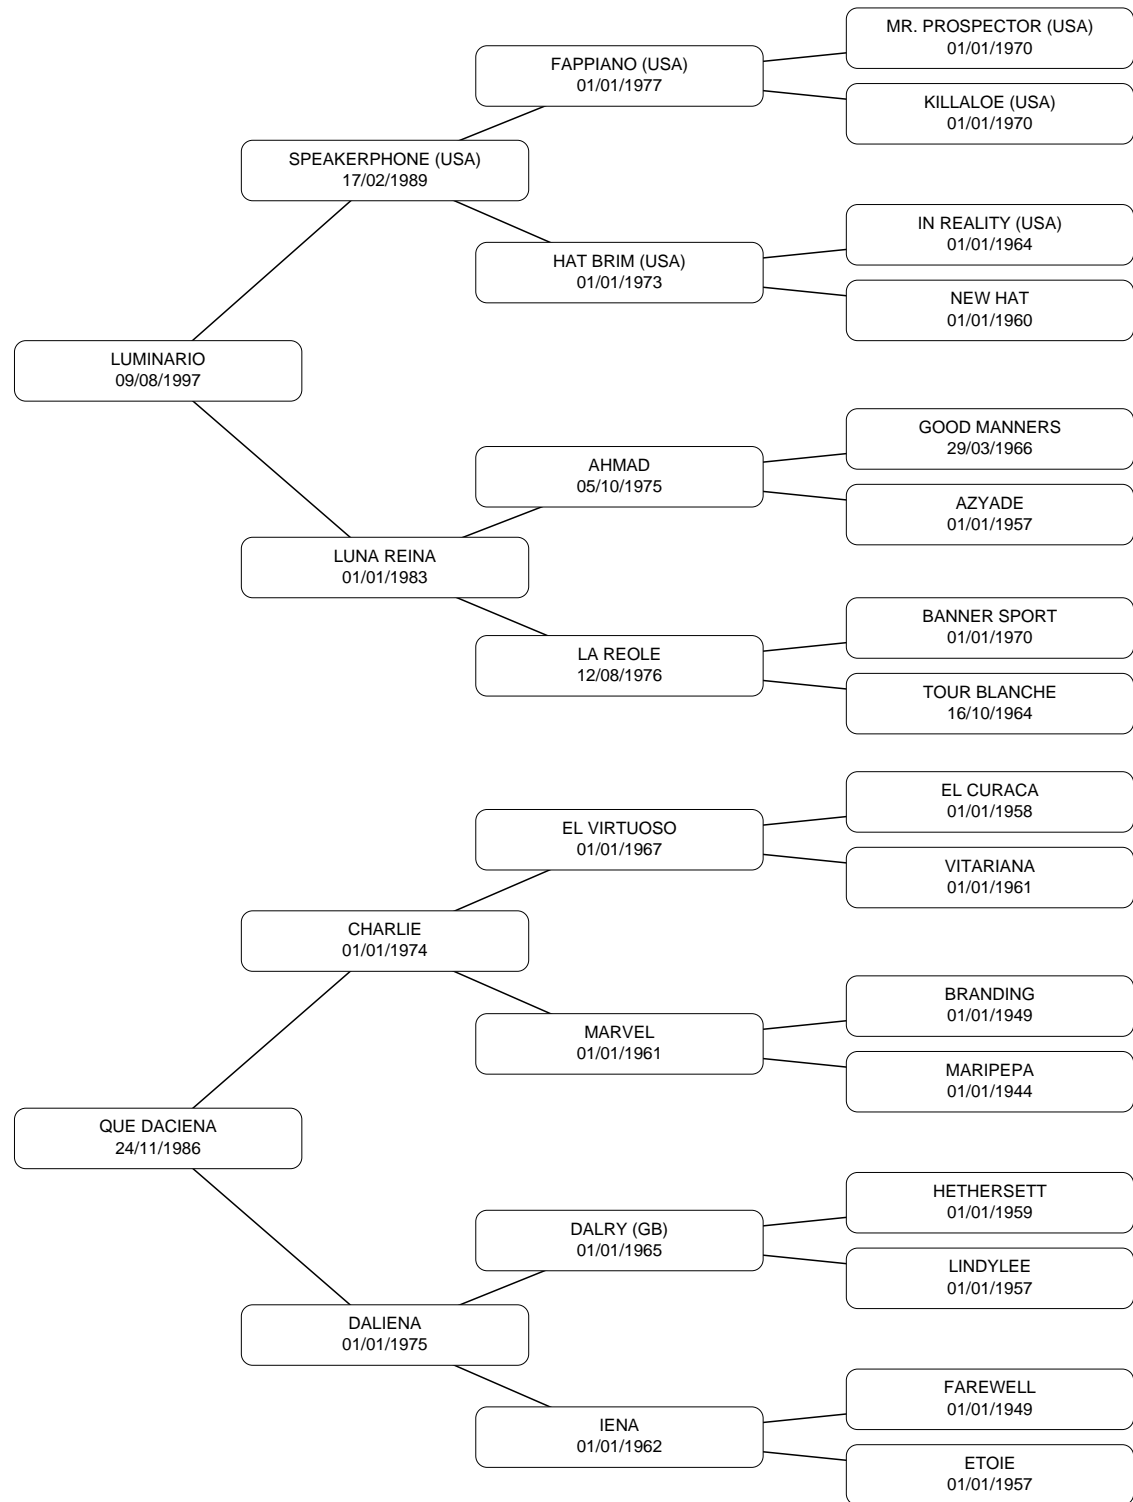 MR. PROSPECTOR (USA)
01/01/1970
FAPPIANO (USA)
01/01/1977
KILLALOE (USA)
01/01/1970
SPEAKERPHONE (USA)
17/02/1989
IN REALITY (USA)
01/01/1964
HAT BRIM (USA)
01/01/1973
NEW HAT
01/01/1960
LUMINARIO
09/08/1997
GOOD MANNERS
29/03/1966
AHMAD
05/10/1975
AZYADE
01/01/1957
LUNA REINA
01/01/1983
BANNER SPORT
01/01/1970
LA REOLE
12/08/1976
TOUR BLANCHE
16/10/1964
EL CURACA
01/01/1958
EL VIRTUOSO
01/01/1967
VITARIANA
01/01/1961
CHARLIE
01/01/1974
BRANDING
01/01/1949
MARVEL
01/01/1961
MARIPEPA
01/01/1944
QUE DACIENA
24/11/1986
HETHERSETT
01/01/1959
DALRY (GB)
01/01/1965
LINDYLEE
01/01/1957
DALIENA
01/01/1975
FAREWELL
01/01/1949
IENA
01/01/1962
ETOIE
01/01/1957